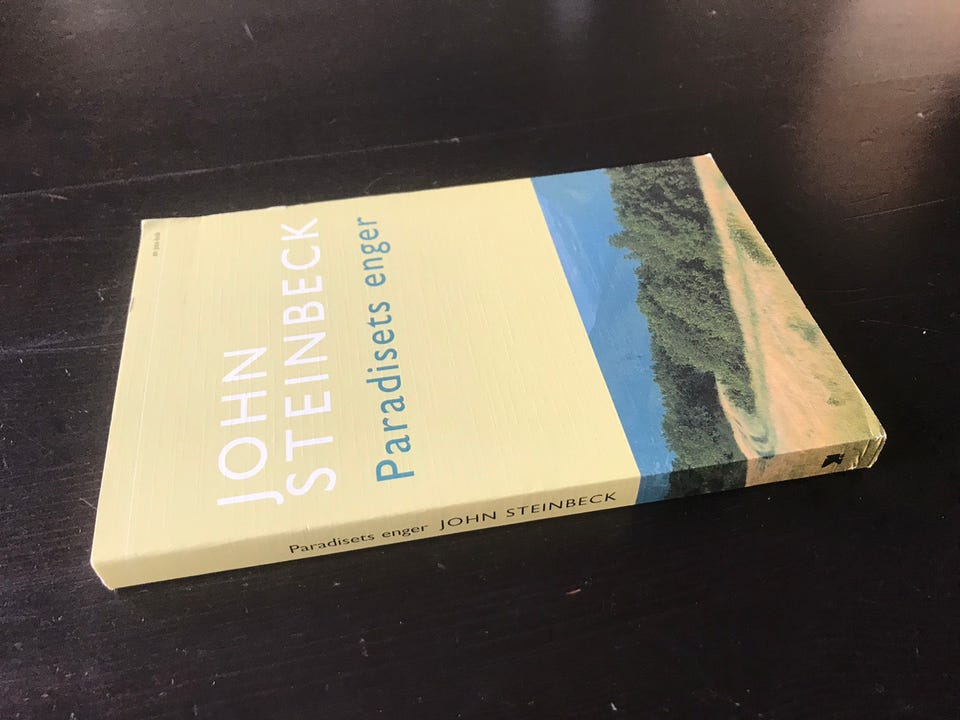 JOHN
STEINBECK
Paradisets enger
Paradisets enger JOHN STEINBECK